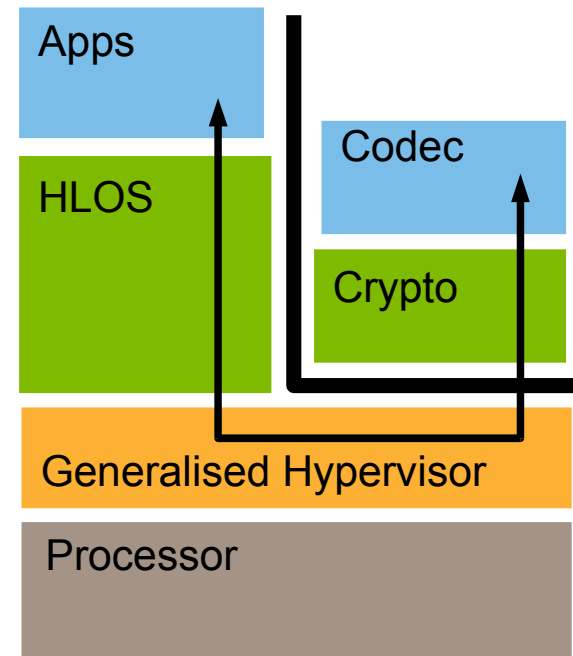 Apps
HLOS
Codec
Crypto
Generalised Hypervisor
Processor